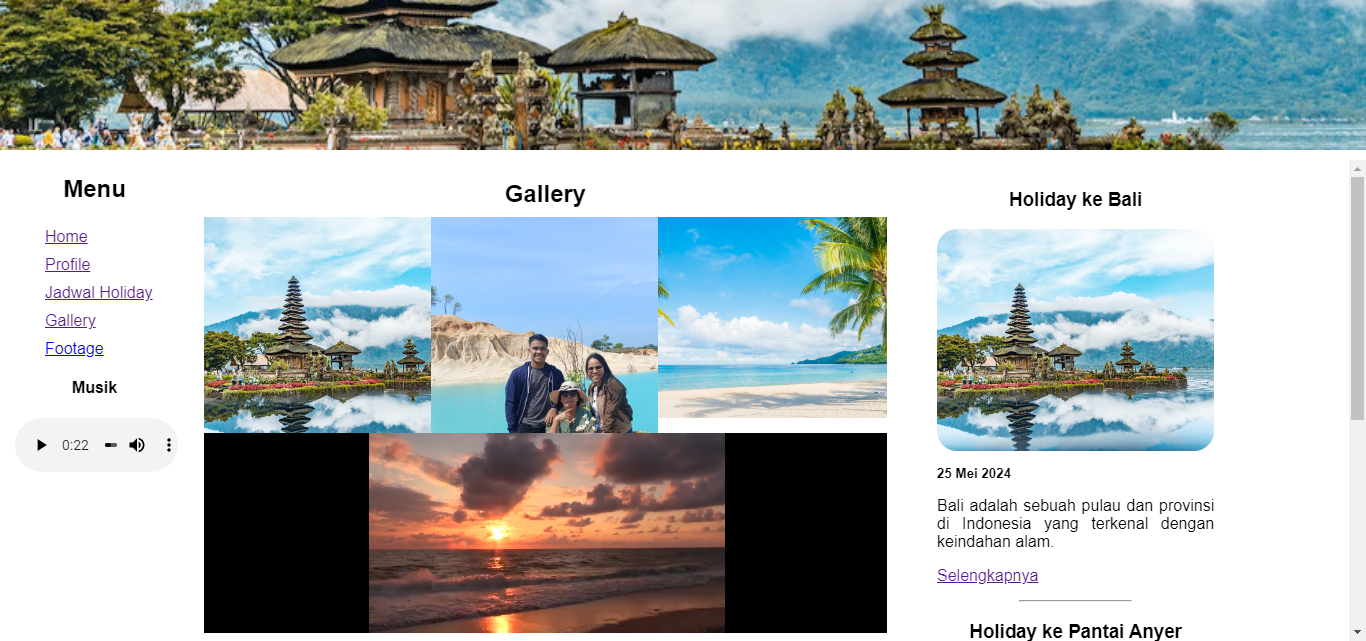 Menu
Home
Profile
Jadwal Holiday
Gallery
Footage
Musik
0:22
Gallery
Holiday ke Bali
25 Mei 2024
Bali adalah sebuah pulau dan provinsi
di Indonesia yang terkenal dengan
keindahan alam.
Selengkapnya
Holiday ke Pantai Anyer